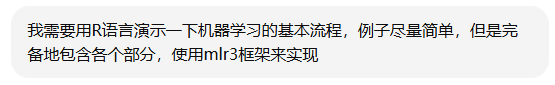 我需要用R语言演示一下机器学习的基本流程，例子尽量简单，但是完
备地包含各个部分，使用mlr3框架来实现